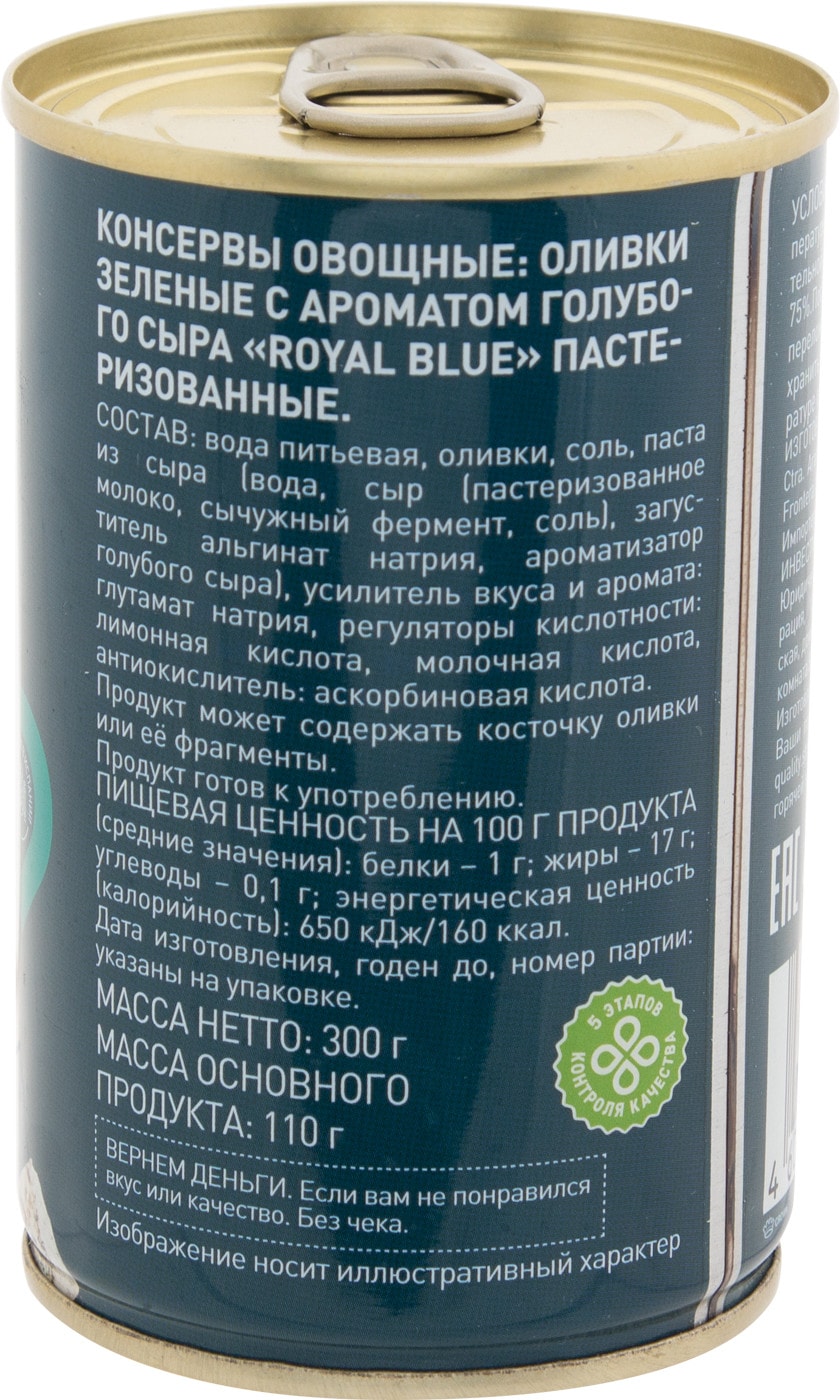 КОНСЕРВЫ ОВОЩНЫЕ: ОЛИВКИ
ЗЕЛЕНЫЕ С АРОМАТОМ ГОЛУБО-
ГО СЫРА «ROYAL BLUE» ПАСТЕ-
РИЗОВАННЫЕ.
СОСТАВ: вода питьевая, оливки, соль, паста
из сыра (вода, сыр (пастеризованное
молоко, сычужный фермент, соль), загус-
титель альгинат натрия, ароматизатор
голубого сыра), усилитель вкуса и аромата:
глутамат натрия, регуляторы кислотности:
лимонная кислота, молочная кислота,
антиокислитель: аскорбиновая кислота.
Продукт может содержать косточку оливки
или её фрагменты.
Продукт готов к употреблению.
ПИЩЕВАЯ ЦЕННОСТЬ НА 100 Г ПРОДУКТА
(средние значения): белки – 1 г; жиры – 17 г;
углеводы – 0,1 г; энергетическая ценность
(калорийность): 650 кДж/160 ккал.
Дата изготовления, годен до, номер партии:
указаны на упаковке.
МАССА НЕТТО: 300 г
МАССА ОСНОВНОГО
ПРОДУКТА: 110 г
5 ЭТАПОВ
КОНТРОЛЯ КАЧЕСТВА
ВЕРНЕМ ДЕНЬГИ. Если вам не понравился
вкус или качество. Без чека.
Изображение носит иллюстративный характер
75%
Ctra.
Ваши
quality
EAC
4